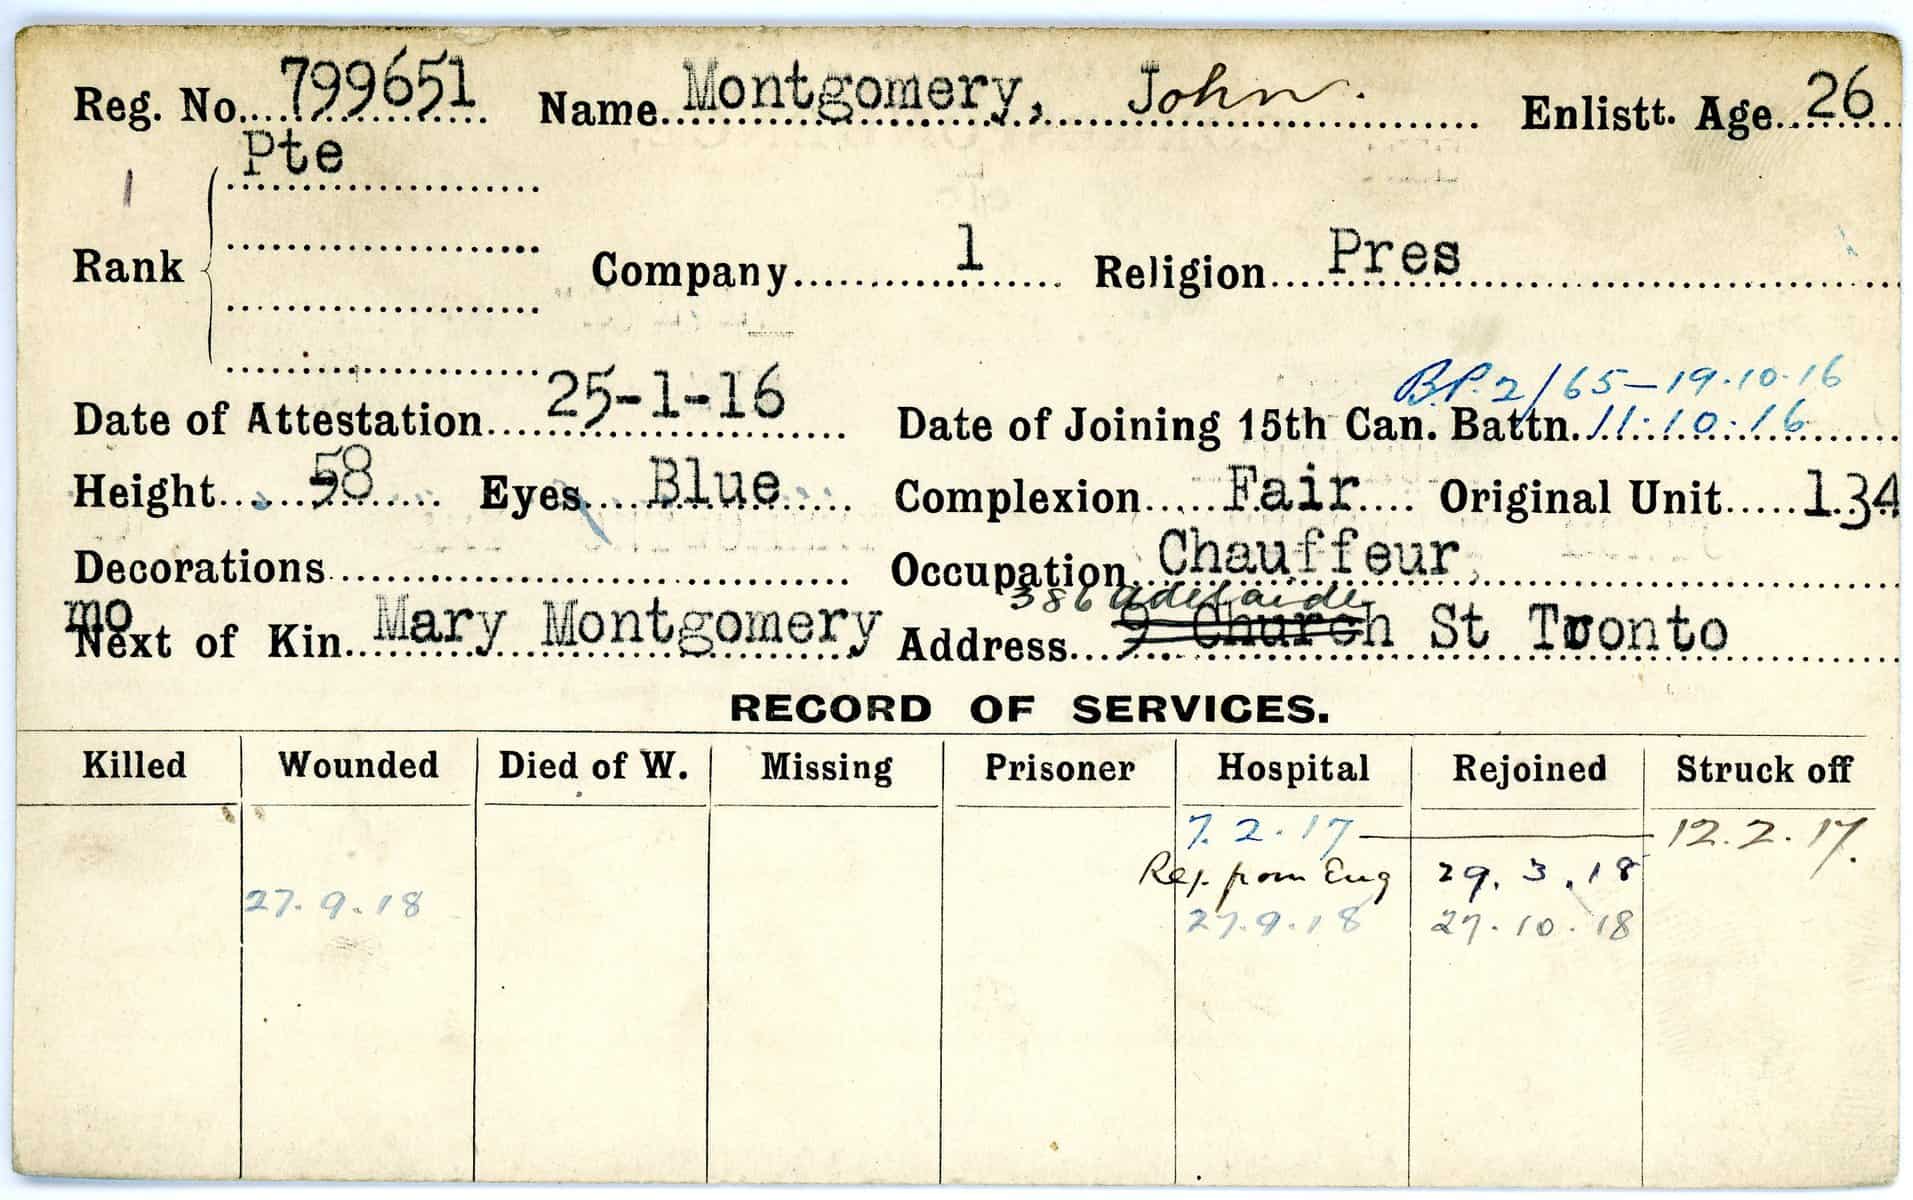 Reg. No. 799651 Name Montgomery, John. Enlistt. Age 26
Pte
1
Rank Company 1 Religion Pres
B.P. 2/65-19.10.16
Date of Attestation 25-1-16 Date of Joining 15th Can. Battn. 11.10.16
Height 58 Eyes Blue Complexion Fair Original Unit 134
Decorations Occupation Chauffeur
mo 386 Adelaide
Next of Kin Mary Montgomery Address 9 Church St Tronto
RECORD OF SERVICES.
Killed Wounded Died of W. Missing Prisoner Hospital Rejoined Struck off
7.2.17 12.2.17.
Rej. from Eng 29.3.18
27.9.18 27.9.18 27.10.18